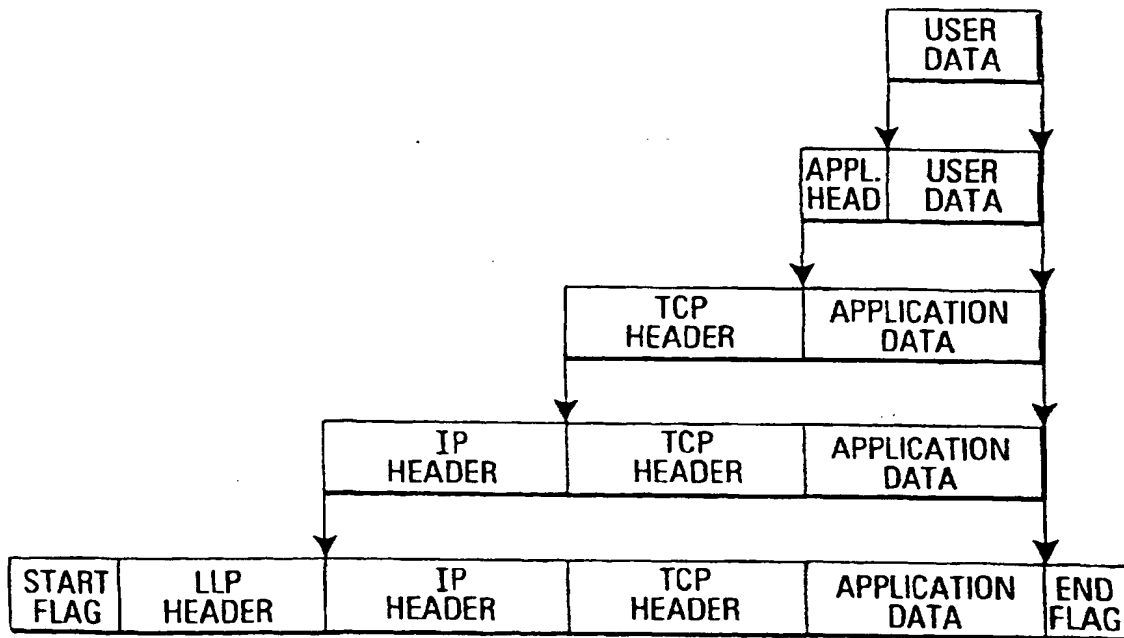 USER
DATA
APPL.
HEAD
USER
DATA
TCP
HEADER
APPLICATION
DATA
IP
HEADER
TCP
HEADER
APPLICATION
DATA
START
FLAG
LLP
HEADER
IP
HEADER
TCP
HEADER
APPLICATION
DATA
END
FLAG